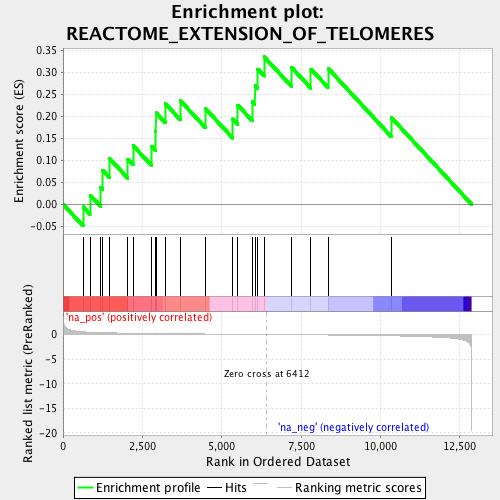 Enrichment plot:
REACTOME_EXTENSION_OF_TELOMERES
Enrichment score (ES)
0.35
0.30
0.25
0.20
0.15
0.10
0.05
0.00
-0.05
'na_pos' (positively correlated)
Ranked list metric (PreRanked)
0
-5
-10
-15
-20
Zero cross at 6412
'na_neg' (negatively correlated)
0
2,500
5,000
7,500
10,000
12,500
Rank in Ordered Dataset
Enrichment profile
Hits
Ranking metric scores